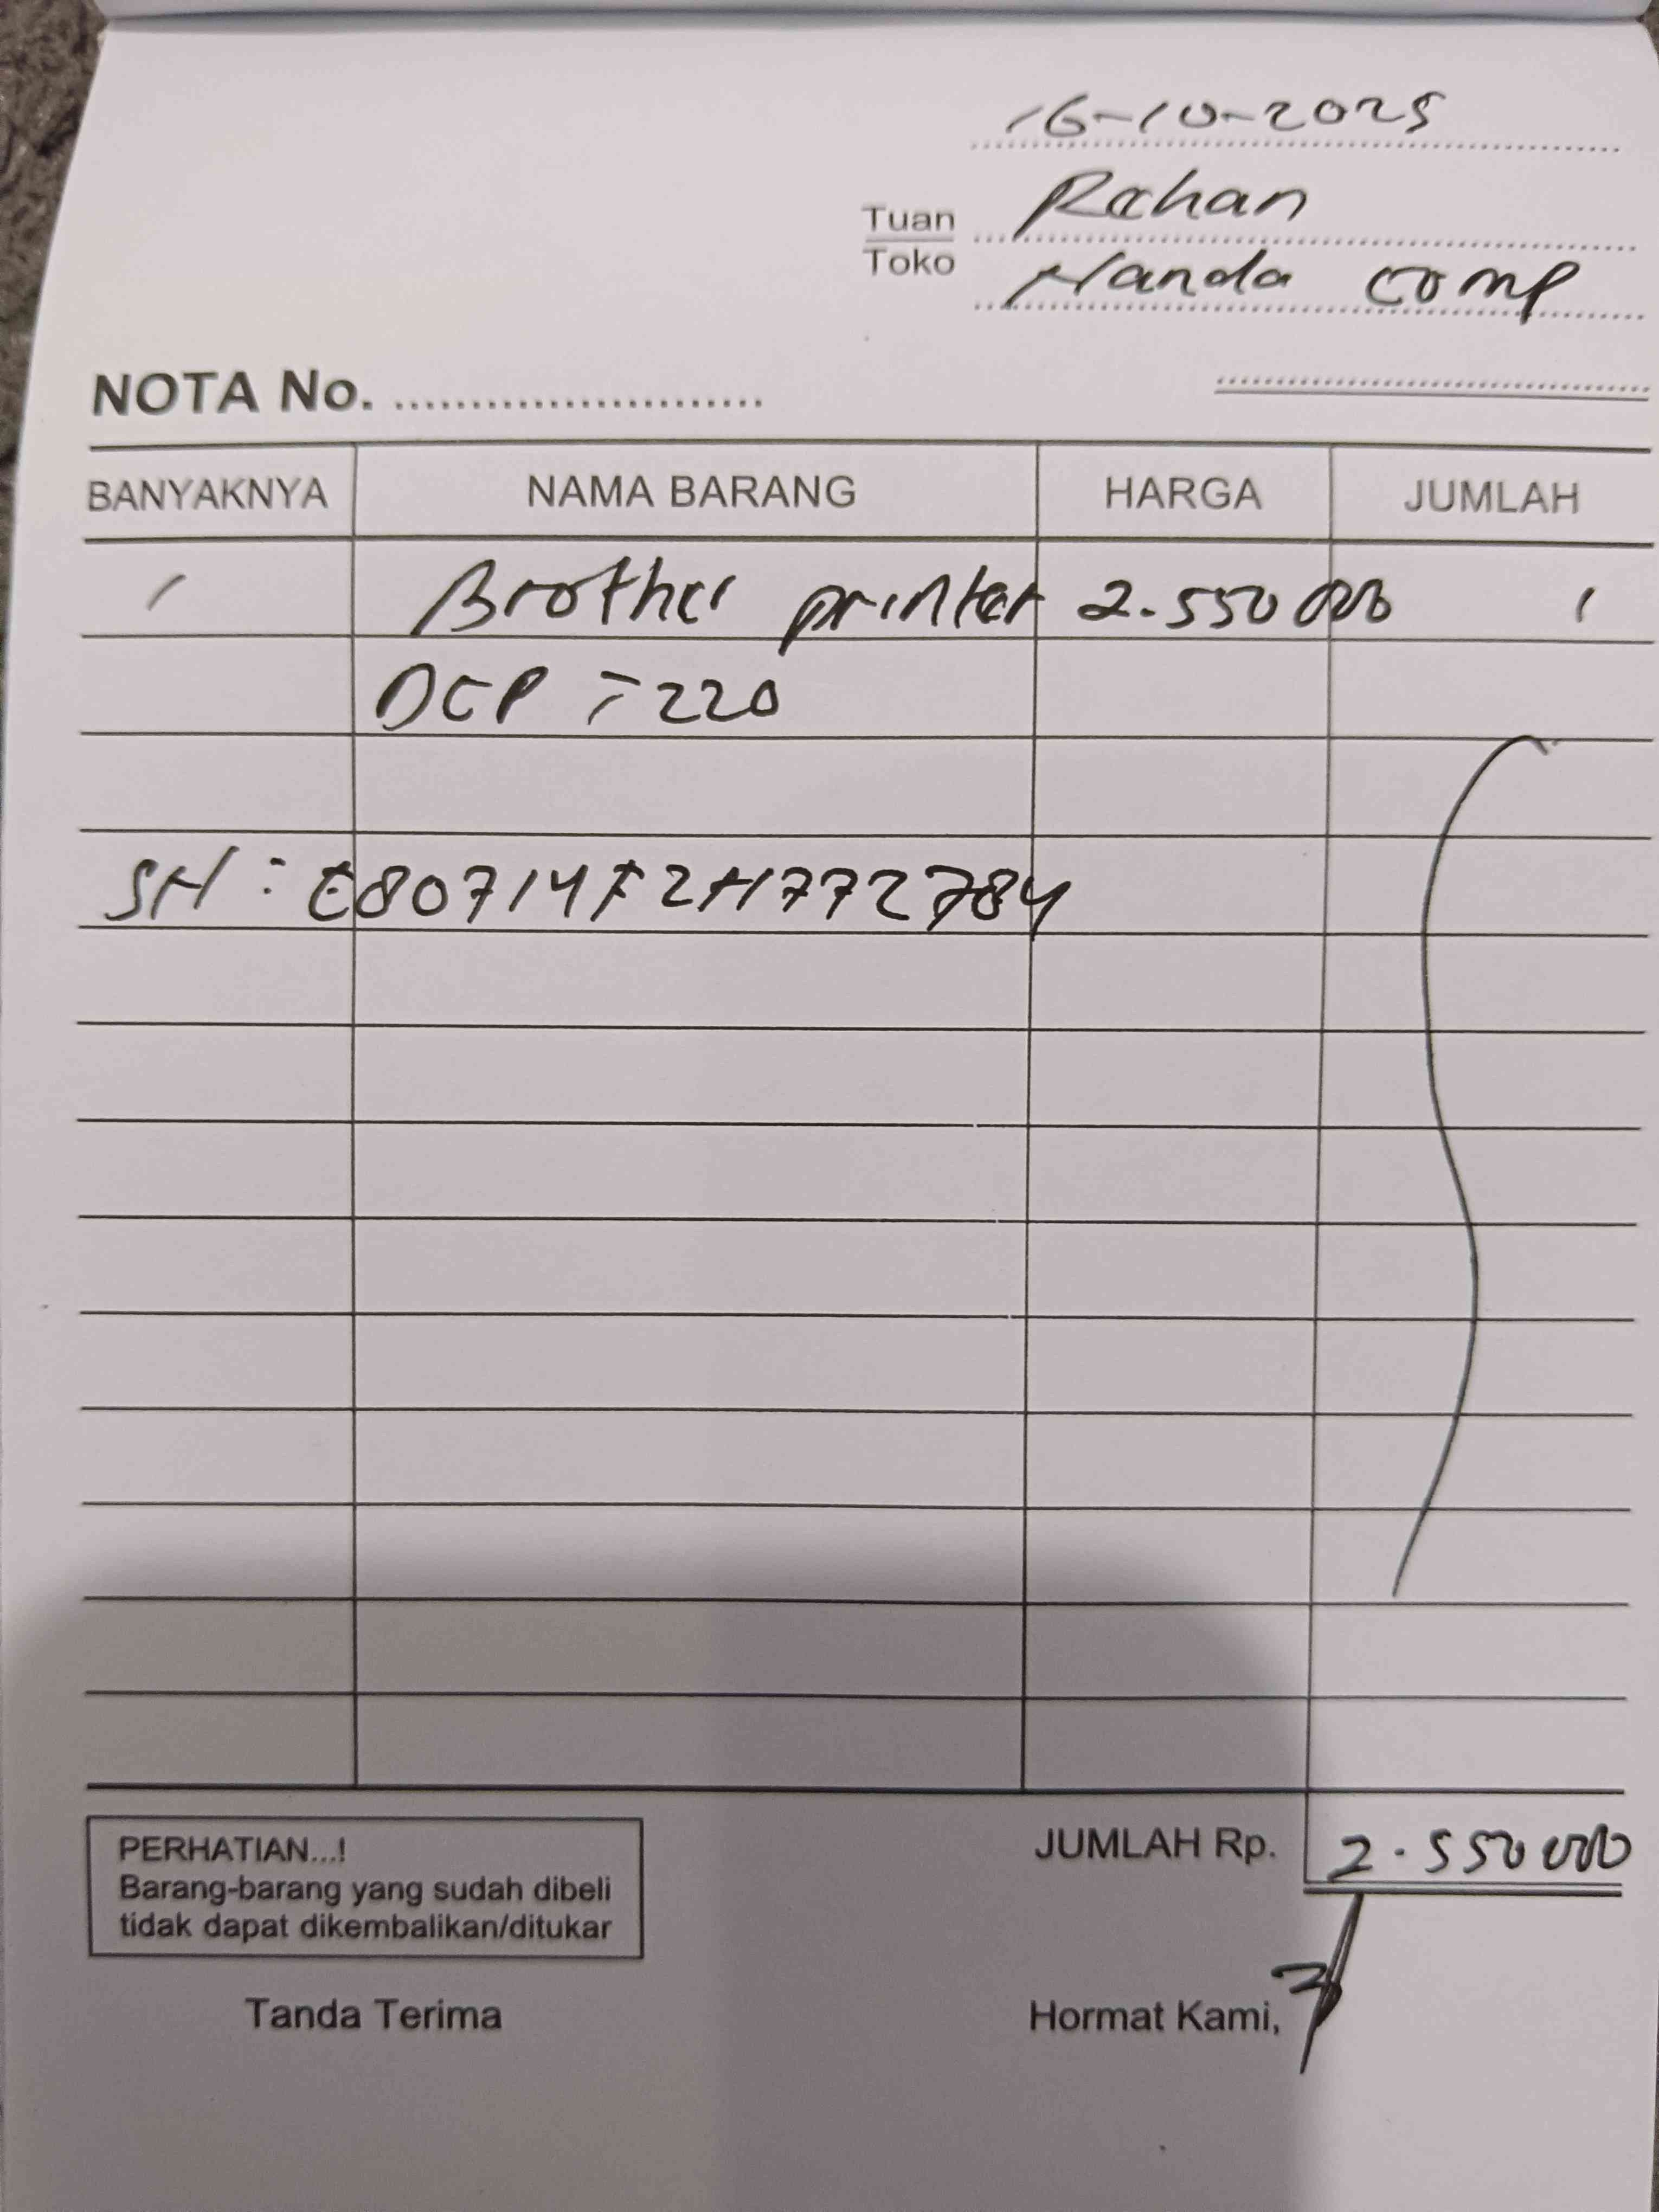 16-10-2025
Tuan Rahan
Toko Nanda comp
NOTA No. ........................
BANYAKNYA NAMA BARANG HARGA JUMLAH
1 Brother printer 2.550 000 1
DCP T220
SN : E80714F2H772784
JUMLAH Rp. 2.550 000
PERHATIAN...!
Barang-barang yang sudah dibeli
tidak dapat dikembalikan/ditukar
Tanda Terima Hormat Kami,